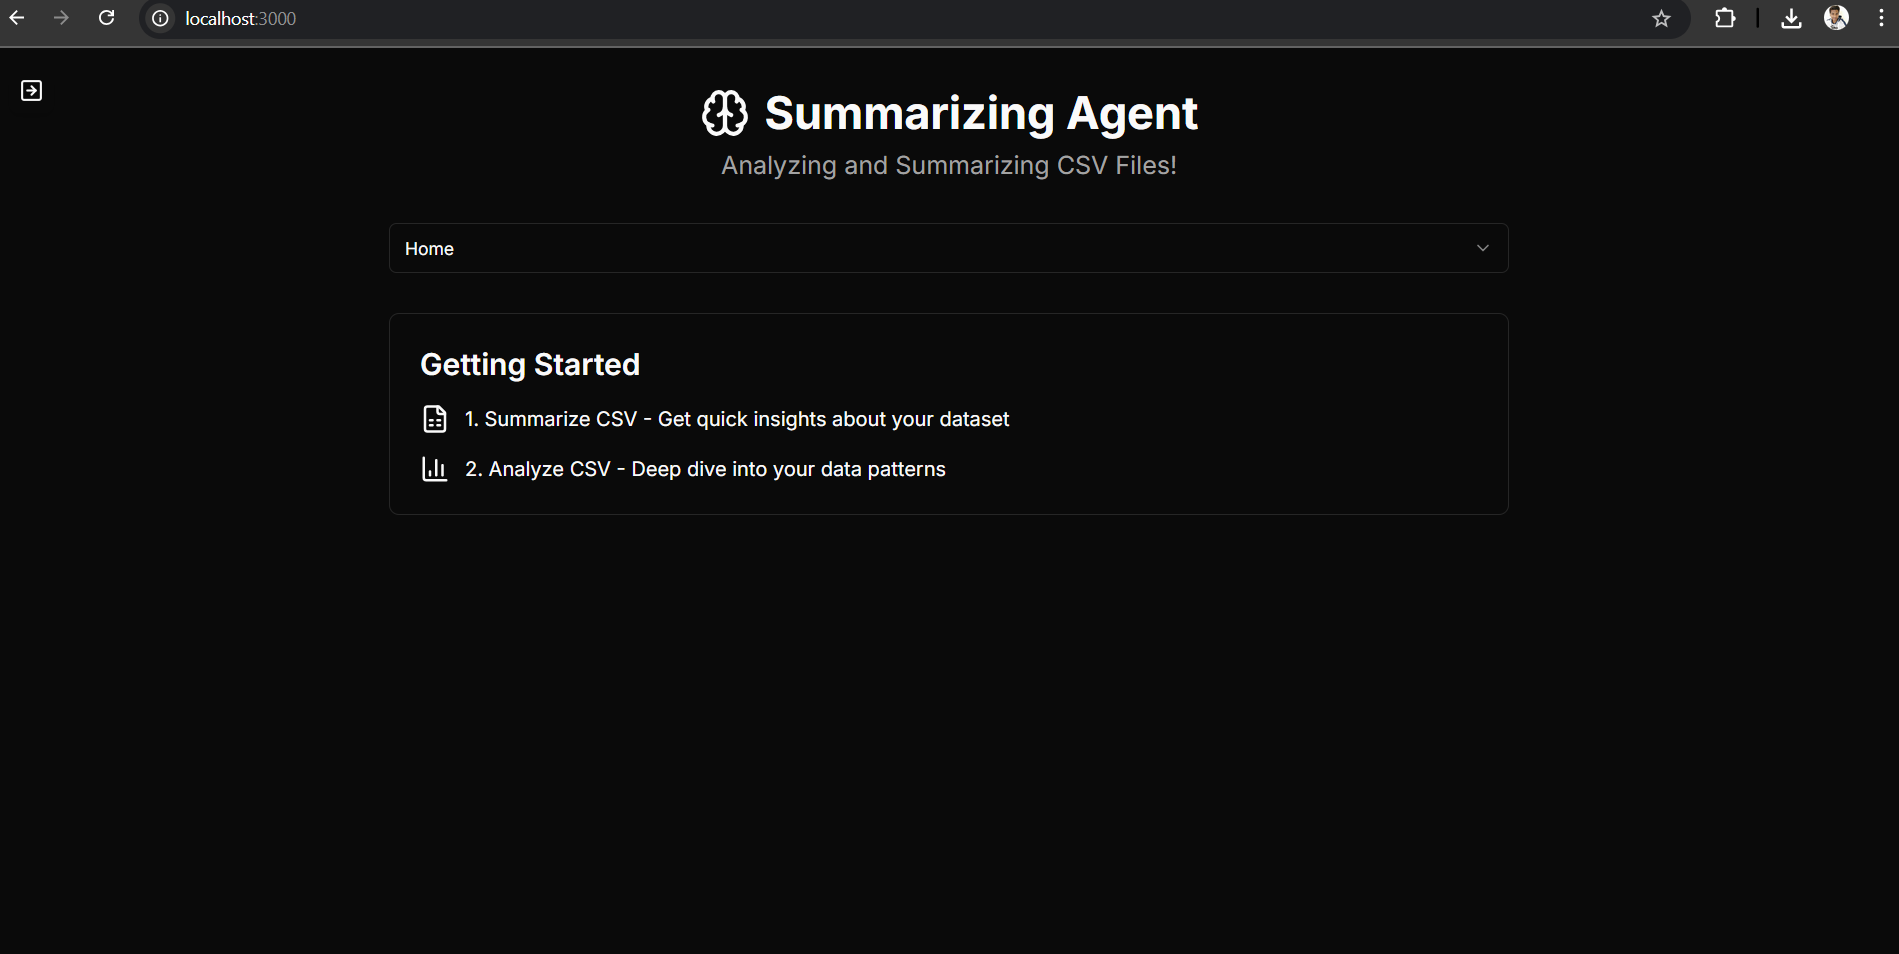 localhost:3000
Summarizing Agent
Analyzing and Summarizing CSV Files!
Home
Getting Started
1. Summarize CSV - Get quick insights about your dataset
2. Analyze CSV - Deep dive into your data patterns